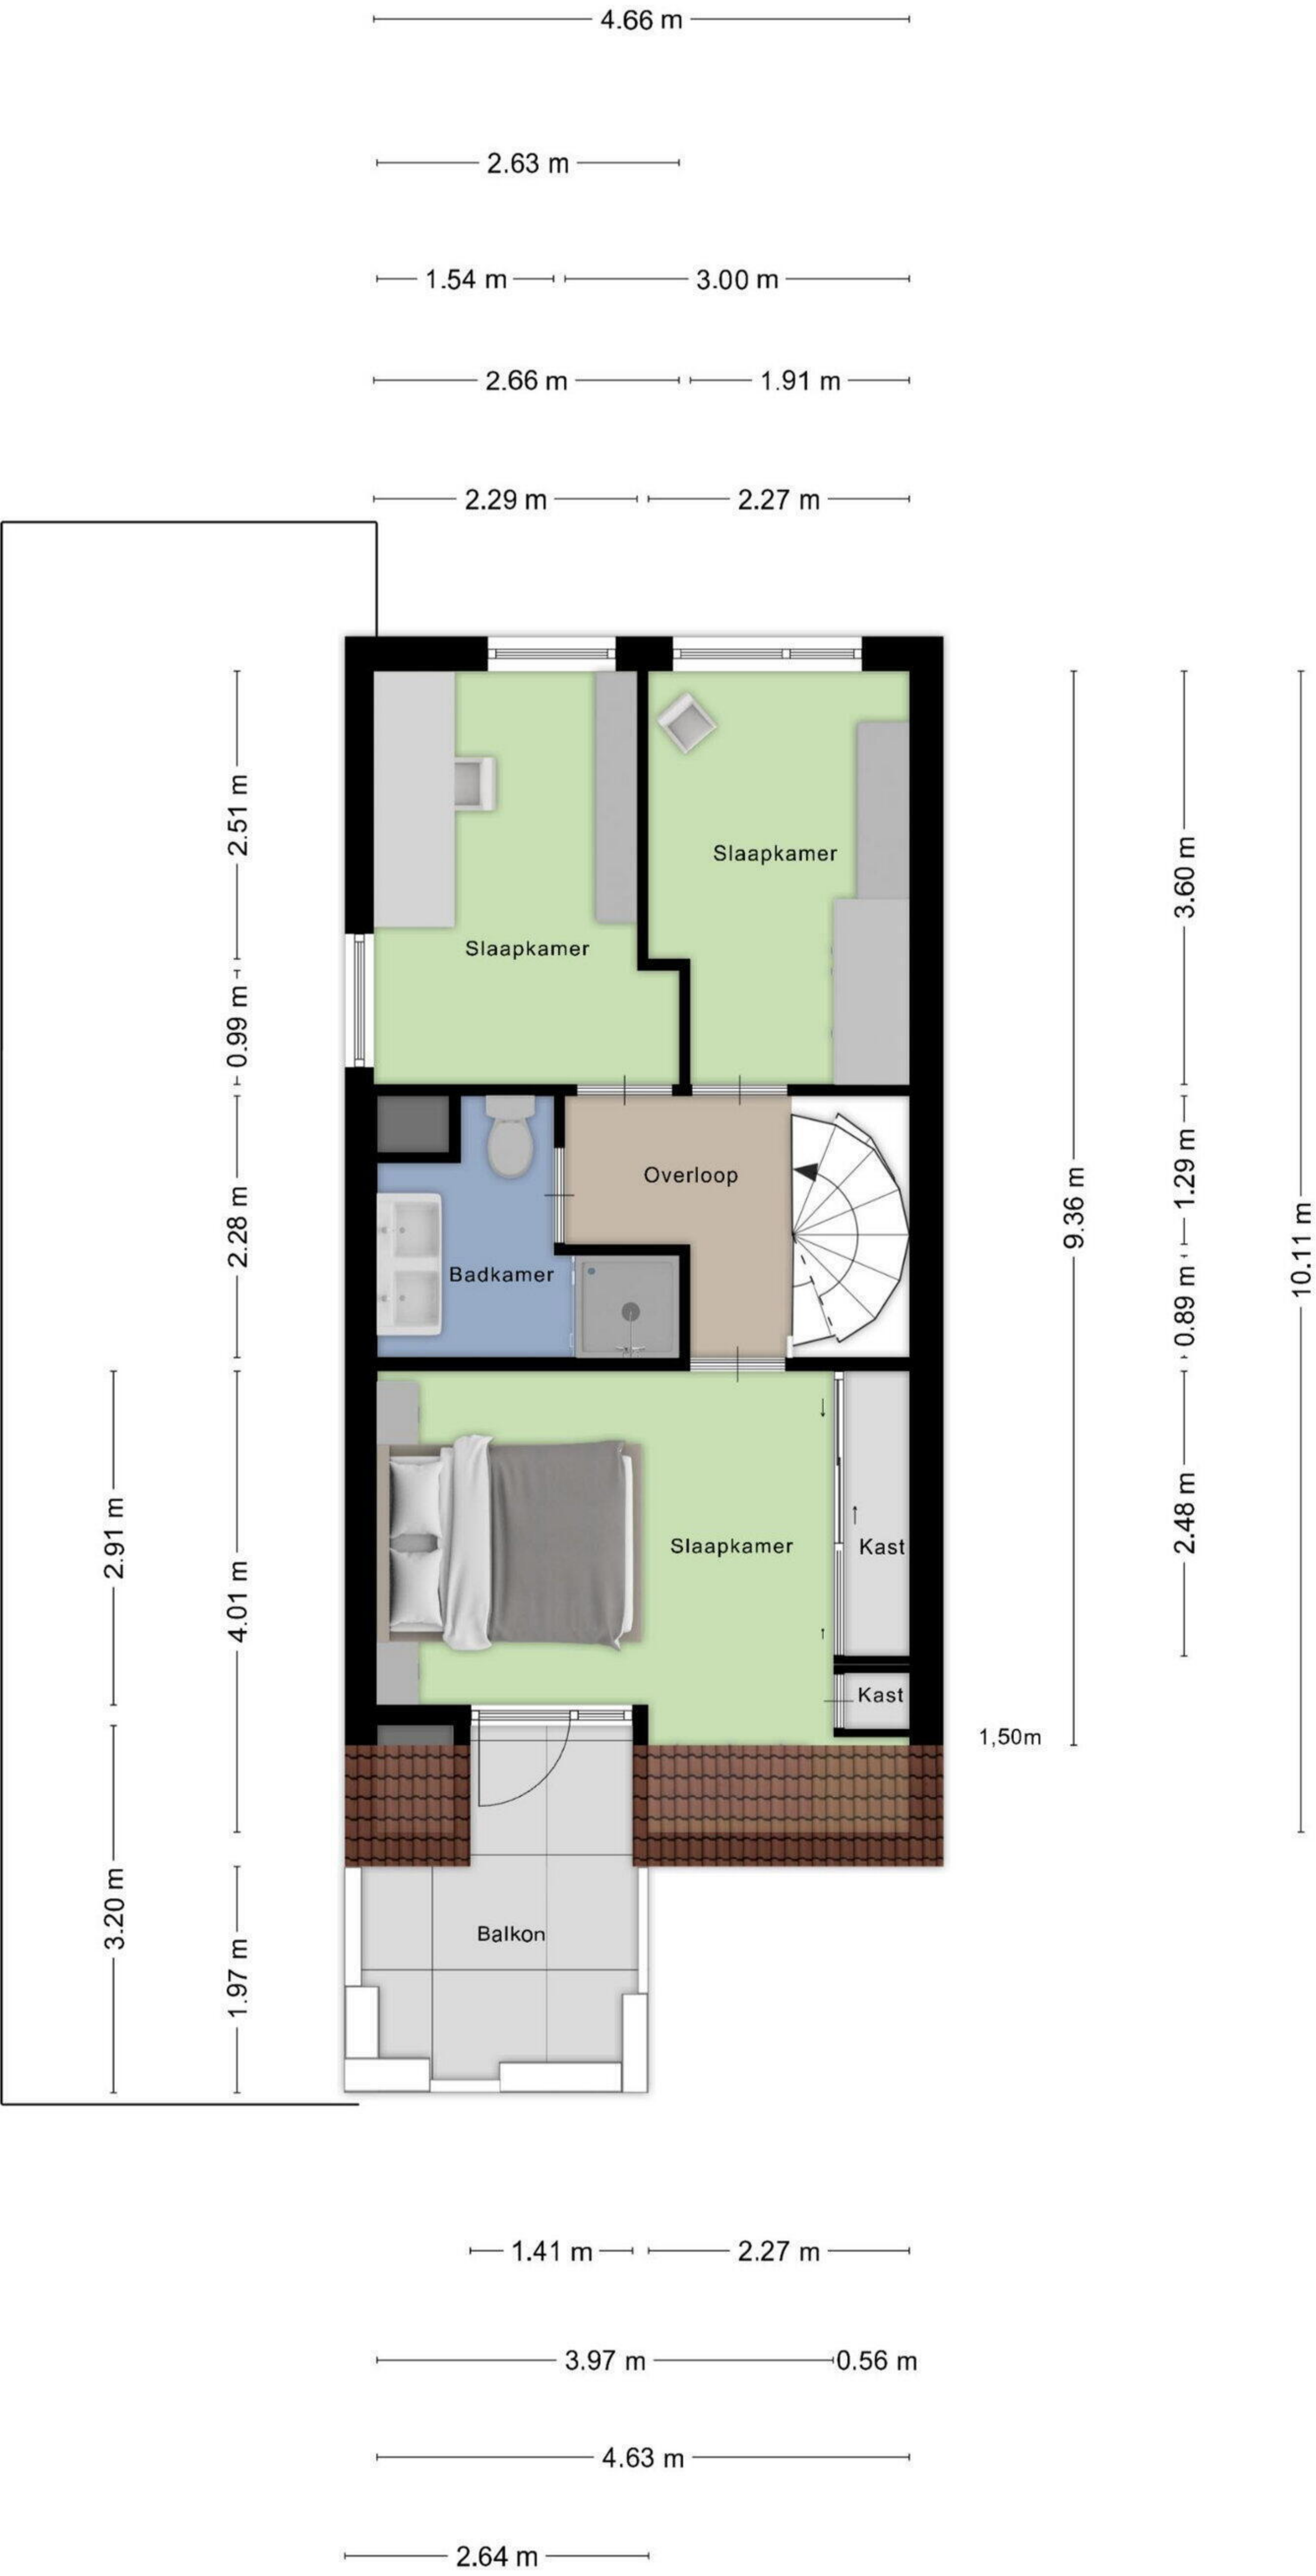 4.66 m
2.63 m
1.54 m 3.00 m
2.66 m 1.91 m
2.29 m 2.27 m
2.51 m
Slaapkamer
3.60 m
Slaapkamer
0.99 m
Overloop
1.29 m
9.36 m
2.28 m
10.11 m
Badkamer
0.89 m
2.91 m
4.01 m
Slaapkamer
Kast
2.48 m
Kast
1,50m
3.20 m
Balkon
1.97 m
1.41 m 2.27 m
3.97 m 0.56 m
4.63 m
2.64 m